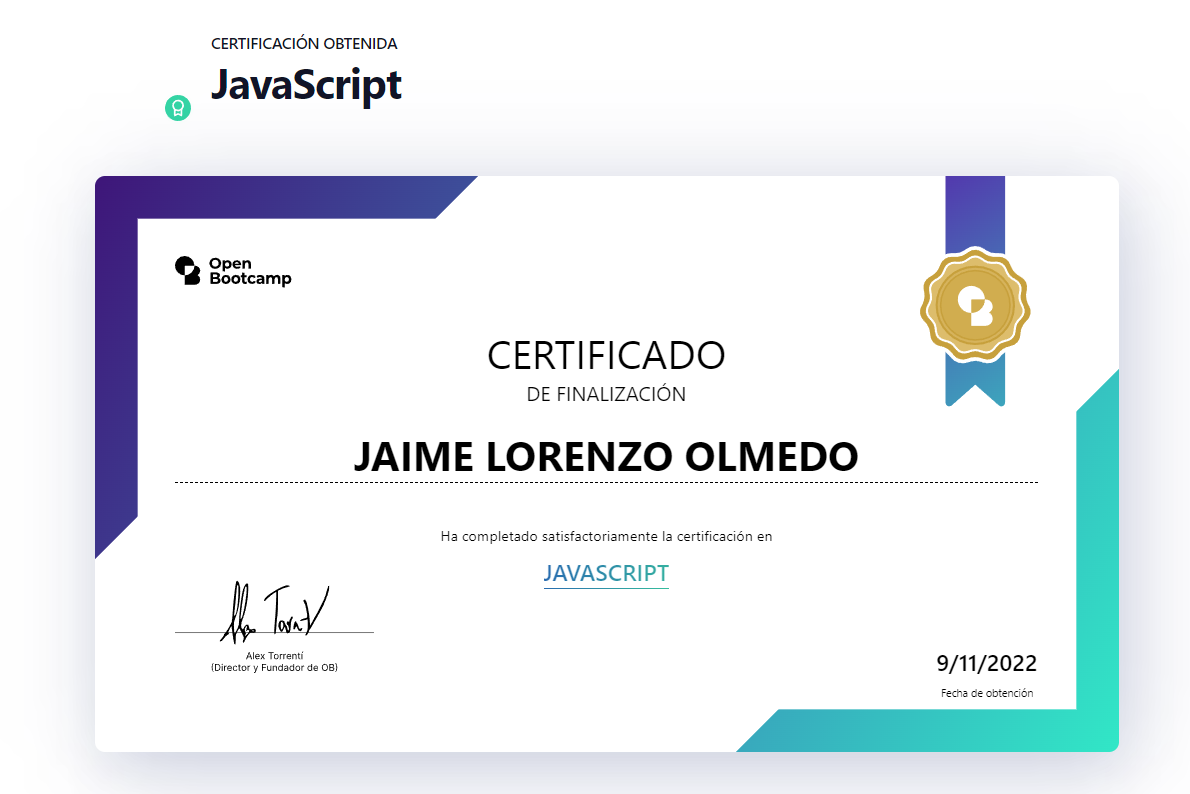 CERTIFICACIÓN OBTENIDA
JavaScript
Open
Bootcamp
CERTIFICADO
DE FINALIZACIÓN
JAIME LORENZO OLMEDO
Ha completado satisfactoriamente la certificación en
JAVASCRIPT
Alex Torrentí
(Director y Fundador de OB)
9/11/2022
Fecha de obtención